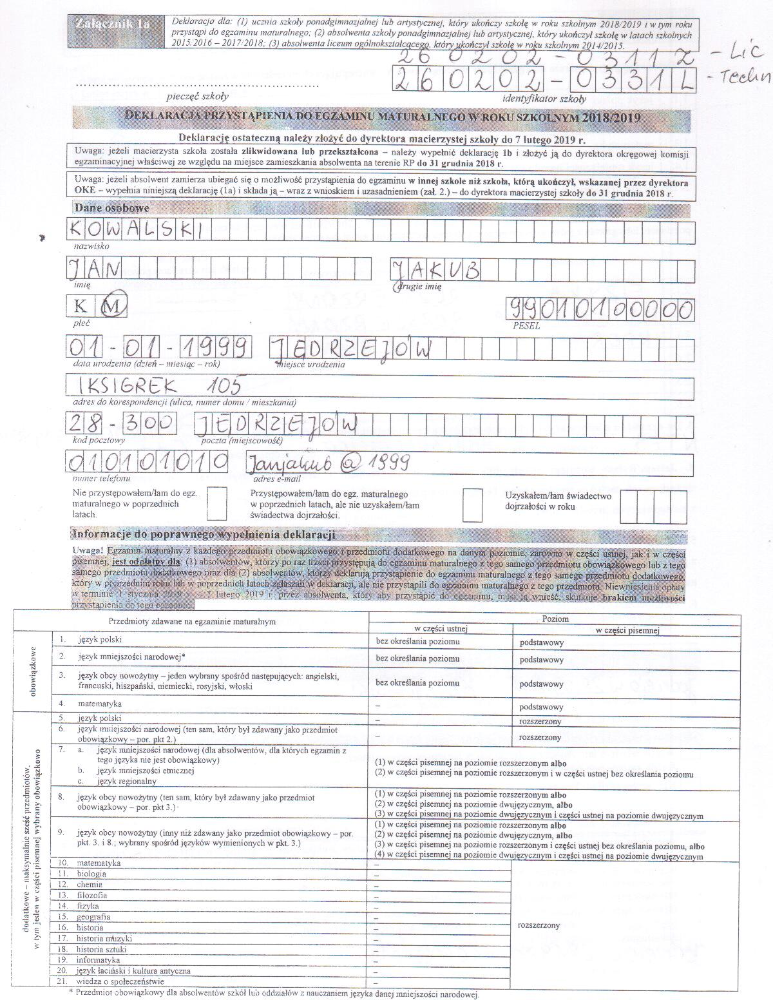 Załącznik 1a
Deklaracja dla: (1) ucznia szkoły ponadgimnazjalnej lub artystycznej, który ukończy szkołę w roku szkolnym 2018/2019 i w tym roku
przystąpi do egzaminu maturalnego; (2) absolwenta szkoły ponadgimnazjalnej lub artystycznej, który ukończył szkołę w latach szkolnych
2015/2016 – 2017/2018; (3) absolwenta liceum ogólnokształcącego, który ukończył szkołę w roku szkolnym 2014/2015.
260202 - 0311Z - Lic
260202 - 0331L - Techn
pieczęć szkoły
identyfikator szkoły
DEKLARACJA PRZYSTĄPIENIA DO EGZAMINU MATURALNEGO W ROKU SZKOLNYM 2018/2019
Deklarację ostateczną należy złożyć do dyrektora macierzystej szkoły do 7 lutego 2019 r.
Uwaga: jeżeli macierzysta szkoła została zlikwidowana lub przekształcona – należy wypełnić deklarację 1b i złożyć ją do dyrektora okręgowej komisji
egzaminacyjnej właściwej ze względu na miejsce zamieszkania absolwenta na terenie RP do 31 grudnia 2018 r.
Uwaga: jeżeli absolwent zamierza ubiegać się o możliwość przystąpienia do egzaminu w innej szkole niż szkoła, którą ukończył, wskazanej przez dyrektora
OKE – wypełnia niniejszą deklarację (1a) i składa ją – wraz z wnioskiem i uzasadnieniem (zał. 2.) – do dyrektora macierzystej szkoły do 31 grudnia 2018 r.
Dane osobowe
KOWALSKI
nazwisko
JAN JAKUB
imię drugie imię
K M 99010100000
płeć PESEL
01 - 01 - 1999 JĘDRZEJÓW
data urodzenia (dzień – miesiąc – rok) miejsce urodzenia
IKSIGREK 105
adres do korespondencji (ulica, numer domu / mieszkania)
28 - 300 JĘDRZEJÓW
kod pocztowy poczta (miejscowość)
010101010 Janjakub@1999
numer telefonu adres e-mail
Nie przystępowałem/łam do egz.
maturalnego w poprzednich
latach.
Przystępowałem/łam do egz. maturalnego
w poprzednich latach, ale nie uzyskałem/łam
świadectwa dojrzałości.
Uzyskałem/łam świadectwo
dojrzałości w roku
Informacje do poprawnego wypełnienia deklaracji
Uwaga! Egzamin maturalny z każdego przedmiotu obowiązkowego i przedmiotu dodatkowego na danym poziomie, zarówno w części ustnej, jak i w części
pisemnej, jest odpłatny dla: (1) absolwentów, którzy po raz trzeci przystępują do egzaminu maturalnego z tego samego przedmiotu obowiązkowego lub z tego
samego przedmiotu dodatkowego oraz dla (2) absolwentów, którzy deklarują przystąpienie do egzaminu maturalnego z tego samego przedmiotu dodatkowego,
który w poprzednim roku lub w poprzednich latach zgłaszali w deklaracji, ale nie przystąpili do egzaminu maturalnego z tego przedmiotu. Niewniesienie opłaty
w terminie 1 stycznia 2019 r. – 7 lutego 2019 r. przez absolwenta, który aby przystąpić do egzaminu, musi ją wnieść, skutkuje brakiem możliwości
przystąpienia do tego egzaminu.
Przedmioty zdawane na egzaminie maturalnym
Poziom
w części ustnej w części pisemnej
obowiązkowe
1. język polski bez określania poziomu podstawowy
2. język mniejszości narodowej* bez określania poziomu podstawowy
3. język obcy nowożytny – jeden wybrany spośród następujących: angielski,
francuski, hiszpański, niemiecki, rosyjski, włoski bez określania poziomu podstawowy
4. matematyka – podstawowy
dodatkowe – maksymalnie sześć przedmiotów,
w tym jeden w części pisemnej wybrany obowiązkowo
5. język polski – rozszerzony
6. język mniejszości narodowej (ten sam, który był zdawany jako przedmiot
obowiązkowy – por. pkt 2.) – rozszerzony
7. a. język mniejszości narodowej (dla absolwentów, dla których egzamin z
tego języka nie jest obowiązkowy)
b. język mniejszości etnicznej
c. język regionalny
(1) w części pisemnej na poziomie rozszerzonym albo
(2) w części pisemnej na poziomie rozszerzonym i w części ustnej bez określania poziomu
8. język obcy nowożytny (ten sam, który był zdawany jako przedmiot
obowiązkowy – por. pkt 3.)
(1) w części pisemnej na poziomie rozszerzonym albo
(2) w części pisemnej na poziomie dwujęzycznym, albo
(3) w części pisemnej na poziomie dwujęzycznym i części ustnej na poziomie dwujęzycznym
9. język obcy nowożytny (inny niż zdawany jako przedmiot obowiązkowy – por.
pkt. 3. i 8.; wybrany spośród języków wymienionych w pkt. 3.)
(1) w części pisemnej na poziomie rozszerzonym albo
(2) w części pisemnej na poziomie dwujęzycznym, albo
(3) w części pisemnej na poziomie rozszerzonym i części ustnej bez określania poziomu, albo
(4) w części pisemnej na poziomie dwujęzycznym i części ustnej na poziomie dwujęzycznym
10. matematyka –
11. biologia –
12. chemia –
13. filozofia –
14. fizyka –
15. geografia –
16. historia – rozszerzony
17. historia muzyki –
18. historia sztuki –
19. informatyka –
20. język łaciński i kultura antyczna –
21. wiedza o społeczeństwie –
* Przedmiot obowiązkowy dla absolwentów szkół lub oddziałów z nauczaniem języka danej mniejszości narodowej.